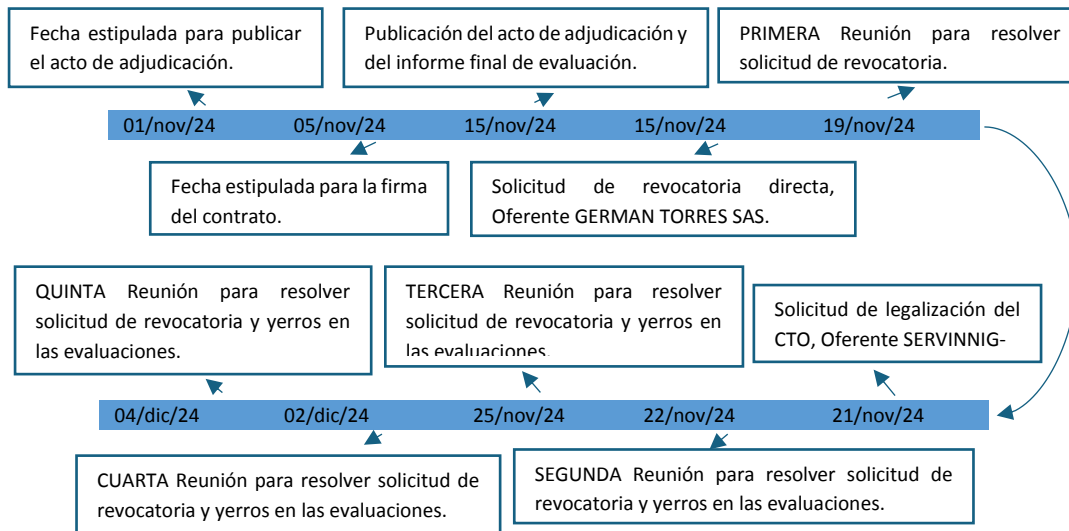 Fecha estipulada para publicar
el acto de adjudicación.
Publicación del acto de adjudicación y
del informe final de evaluación.
PRIMERA Reunión para resolver
solicitud de revocatoria.
01/nov/24
05/nov/24
15/nov/24
15/nov/24
19/nov/24
Fecha estipulada para la firma
del contrato.
Solicitud de revocatoria directa,
Oferente GERMAN TORRES SAS.
QUINTA Reunión para resolver
solicitud de revocatoria y yerros en
las evaluaciones.
TERCERA Reunión para resolver
solicitud de revocatoria y yerros en
las evaluaciones.
Solicitud de legalización del
CTO, Oferente SERVINNIG-
04/dic/24
02/dic/24
25/nov/24
22/nov/24
21/nov/24
CUARTA Reunión para resolver solicitud de
revocatoria y yerros en las evaluaciones.
SEGUNDA Reunión para resolver solicitud de
revocatoria y yerros en las evaluaciones.